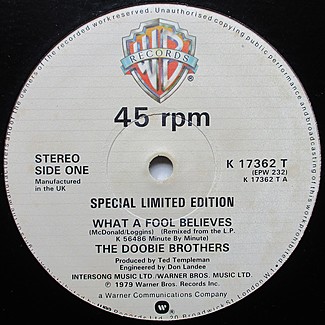 of the recorded work reserved. Unauthorised copying public performance and broadcasting of
WB
RECORDS
®
45 rpm
STEREO
SIDE ONE
Manufactured
in the UK
K 17362 T
(EPW 232)
K 17362 T A
SPECIAL LIMITED EDITION
WHAT A FOOL BELIEVES
(McDonald/Loggins) (Remixed from the L.P.
K 56486 Minute By Minute)
THE DOOBIE BROTHERS
Produced by Ted Templeman
Engineered by Don Landee
INTERSONG MUSIC LTD./WARNER BROS. MUSIC LTD.
℗ 1979 Warner Bros. Records Inc.
a Warner Communications Company